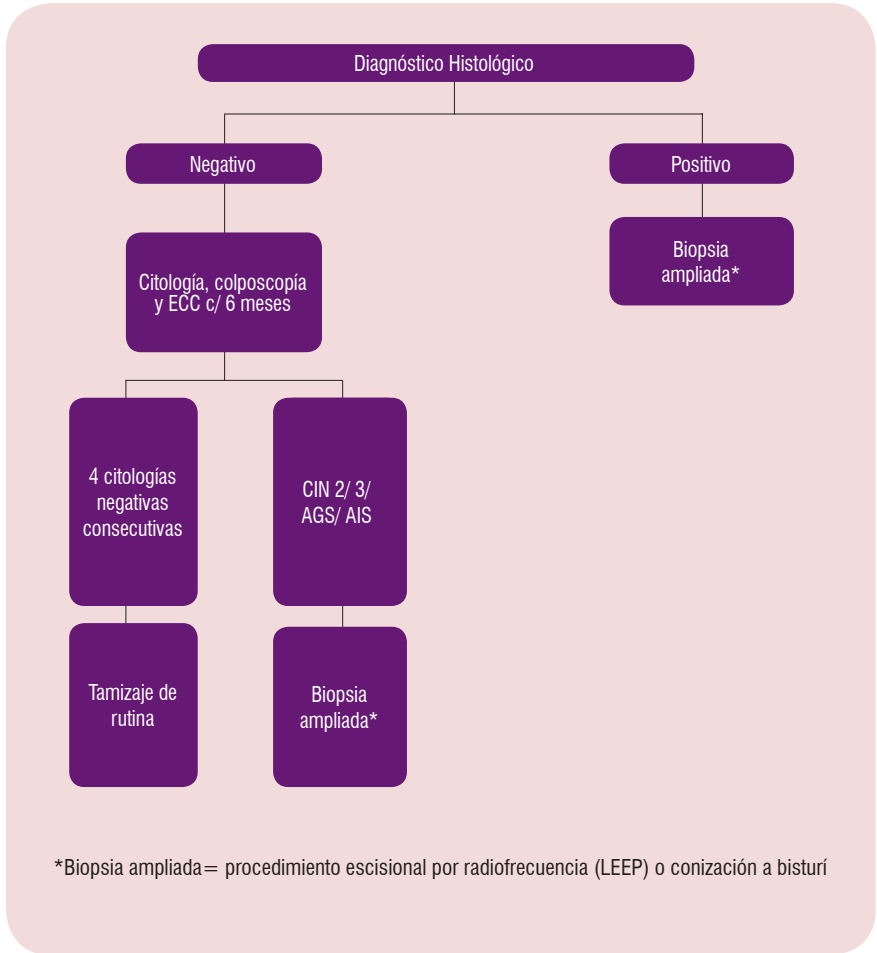 Diagnóstico Histológico
Negativo
Positivo
Citología, colposcopía
y ECC c/ 6 meses
Biopsia
ampliada*
4 citologías
negativas
consecutivas
CIN 2/ 3/
AGS/ AIS
Tamizaje de
rutina
Biopsia
ampliada*
*Biopsia ampliada= procedimiento escisional por radiofrecuencia (LEEP) o conización a bisturí